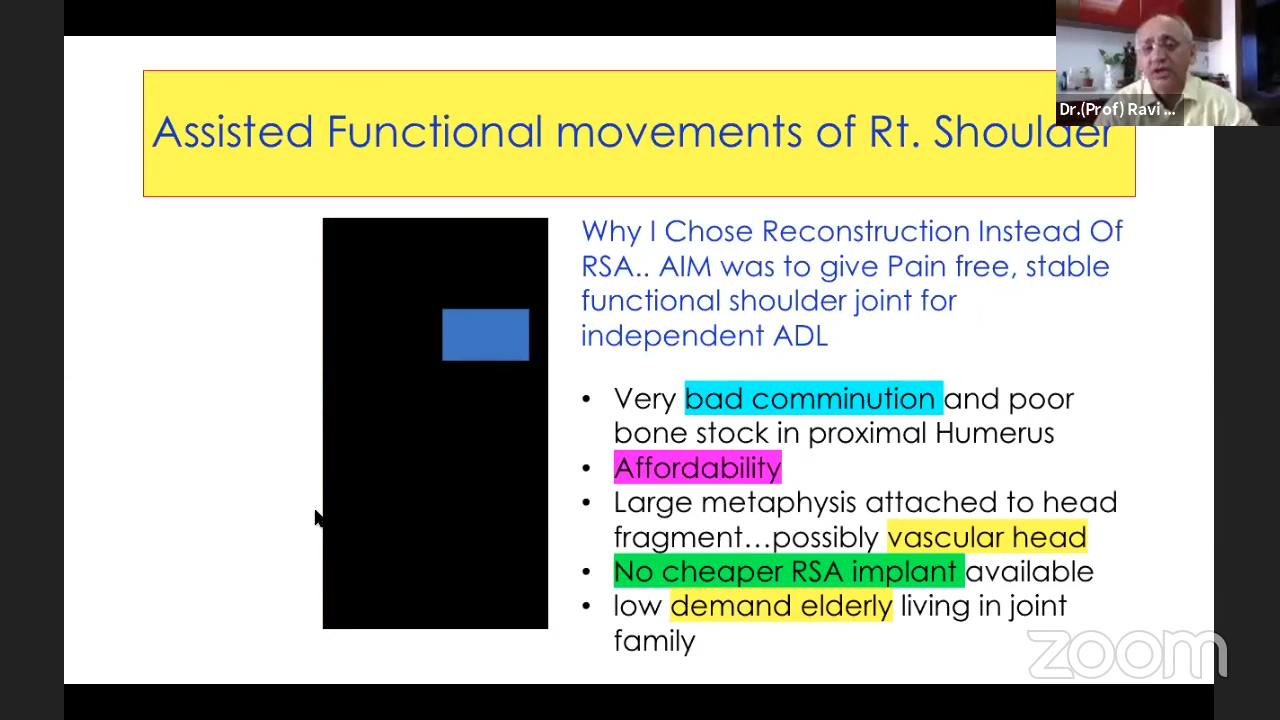 Dr.(Prof) Ravi ...
Assisted Functional movements of Rt. Shoulder
Why I Chose Reconstruction Instead Of
RSA.. AIM was to give Pain free, stable
functional shoulder joint for
independent ADL
• Very bad comminution and poor
bone stock in proximal Humerus
• Affordability
• Large metaphysis attached to head
fragment...possibly vascular head
• No cheaper RSA implant available
• low demand elderly living in joint
family
zoom